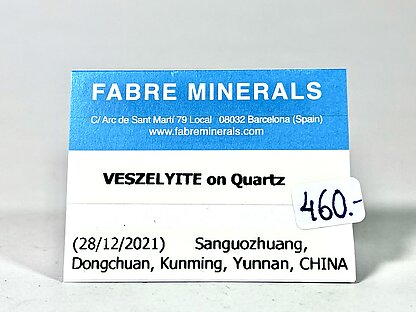 FABRE MINERALS
C/ Arc de Sant Martí 79 Local 08032 Barcelona (Spain)
www.fabreminerals.com
VESZELYITE on Quartz
460.-
(28/12/2021) Sanguozhuang,
Dongchuan, Kunming, Yunnan, CHINA